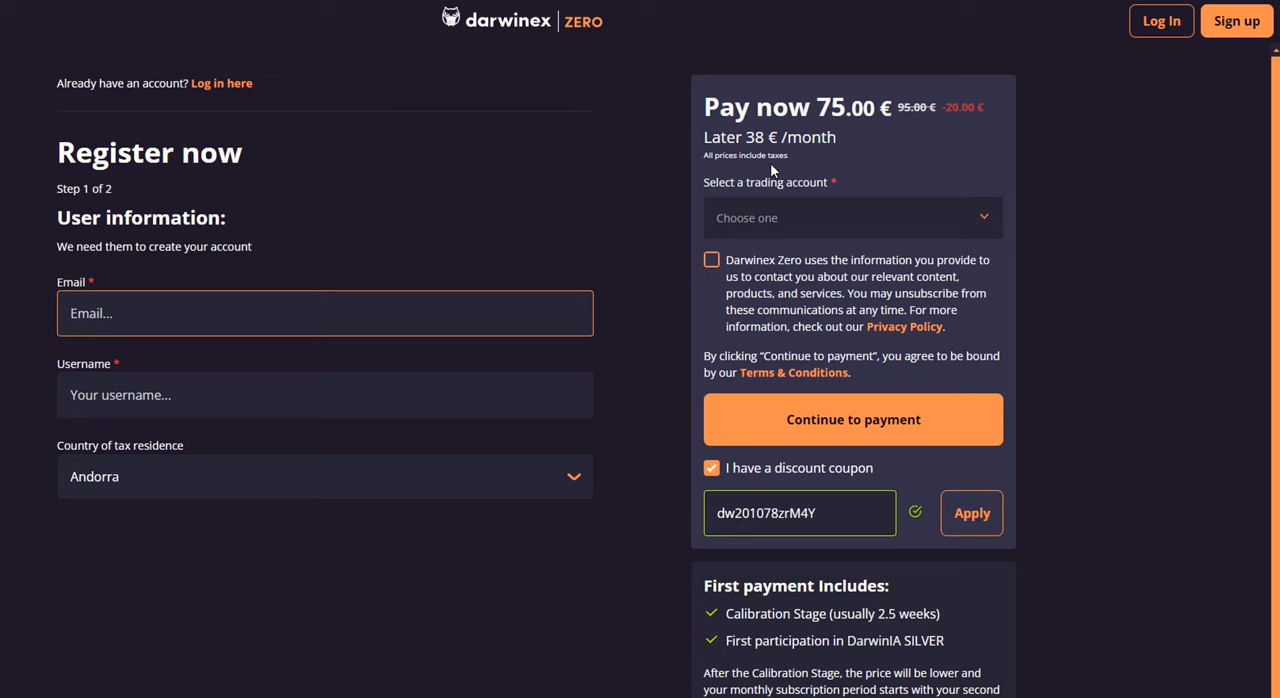 darwinex | ZERO
Log In
Sign up
Already have an account? Log in here
Register now
Step 1 of 2
User information:
We need them to create your account
Email *
Email...
Username *
Your username...
Country of tax residence
Andorra
Pay now 75.00 € 95.00 € -20.00 €
Later 38 € /month
All prices include taxes
Select a trading account *
Choose one
Darwinex Zero uses the information you provide to
us to contact you about our relevant content,
products, and services. You may unsubscribe from
these communications at any time. For more
information, check out our Privacy Policy.
By clicking “Continue to payment”, you agree to be bound
by our Terms & Conditions.
Continue to payment
I have a discount coupon
dw201078zrM4Y
Apply
First payment Includes:
Calibration Stage (usually 2.5 weeks)
First participation in DarwinIA SILVER
After the Calibration Stage, the price will be lower and
your monthly subscription period starts with your second